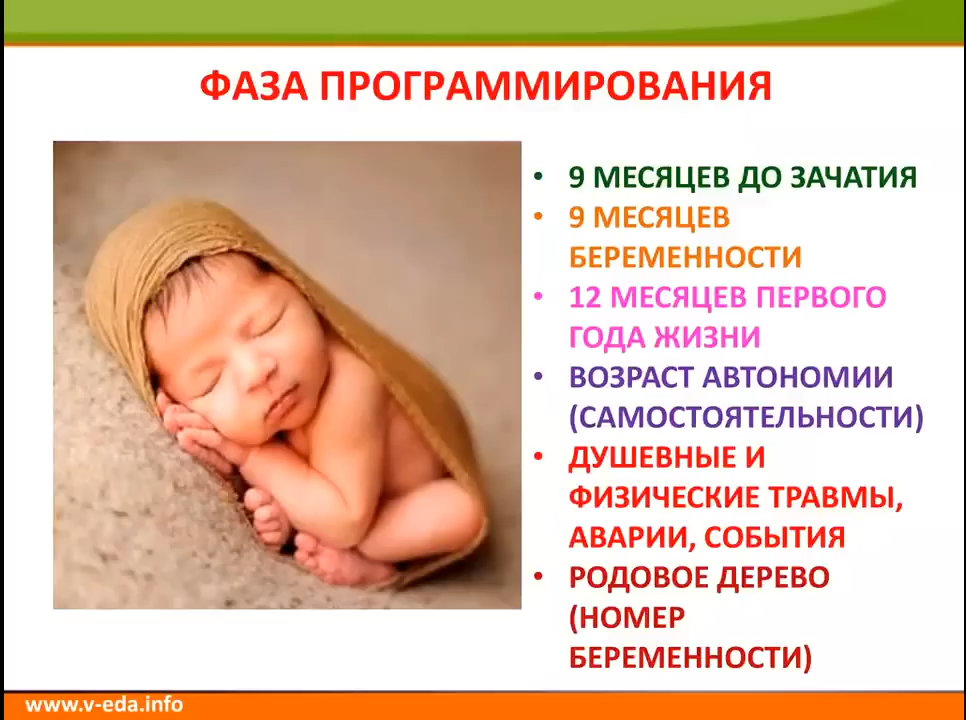 ФАЗА ПРОГРАММИРОВАНИЯ
• 9 МЕСЯЦЕВ ДО ЗАЧАТИЯ
• 9 МЕСЯЦЕВ
БЕРЕМЕННОСТИ
• 12 МЕСЯЦЕВ ПЕРВОГО
ГОДА ЖИЗНИ
• ВОЗРАСТ АВТОНОМИИ
(САМОСТОЯТЕЛЬНОСТИ)
• ДУШЕВНЫЕ И
ФИЗИЧЕСКИЕ ТРАВМЫ,
АВАРИИ, СОБЫТИЯ
• РОДОВОЕ ДЕРЕВО
(НОМЕР
БЕРЕМЕННОСТИ)
www.v-eda.info